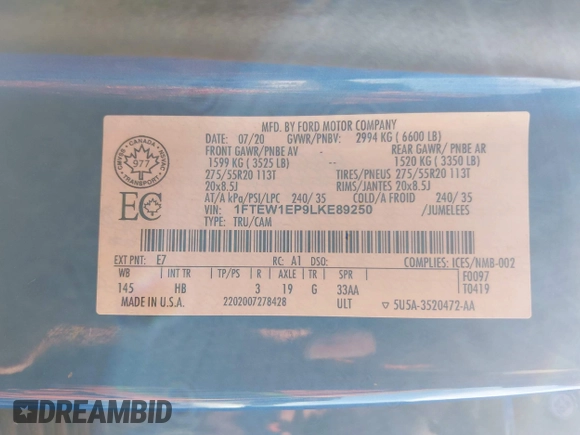 MFD. BY FORD MOTOR COMPANY
DATE: 07/20 GVWR/PNBV: 2994 KG ( 6600 LB)
FRONT GAWR/PNBE AV REAR GAWR/ PNBE AR
1599 KG ( 3525 LB) 1520 KG ( 3350 LB)
275/55R20 113T TIRES/PNEUS 275/55R20 113T
20x8.5J RIMS/JANTES 20x8.5J
AT/A kPa/PSI/LPC 240/ 35 COLD/A FROID 240/ 35
VIN: 1FTEW1EP9LKE89250 /JUMELEES
TYPE: TRU/CAM
CANADA
977
TRANSPORT
EC
EXT PNT: E7 RC: A1 DSO: COMPLIES: ICES/NMB-002
WB INT TR TP/PS R AXLE TR SPR F0097
145 HB 3 19 G 33AA T0419
MADE IN U.S.A. 2202007278428 ULT ▽ 5U5A-3520472-AA
DREAMBID